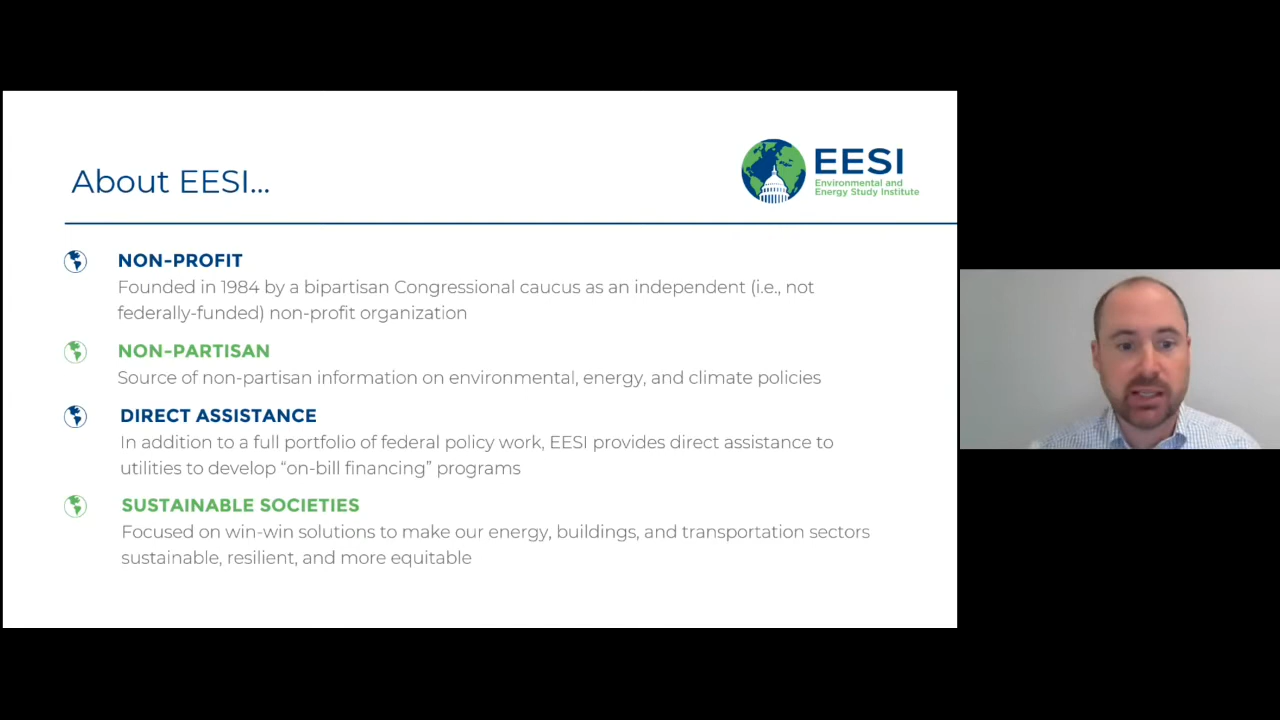 About EESI...
EESI
Environmental and
Energy Study Institute
NON-PROFIT
Founded in 1984 by a bipartisan Congressional caucus as an independent (i.e., not
federally-funded) non-profit organization
NON-PARTISAN
Source of non-partisan information on environmental, energy, and climate policies
DIRECT ASSISTANCE
In addition to a full portfolio of federal policy work, EESI provides direct assistance to
utilities to develop “on-bill financing” programs
SUSTAINABLE SOCIETIES
Focused on win-win solutions to make our energy, buildings, and transportation sectors
sustainable, resilient, and more equitable